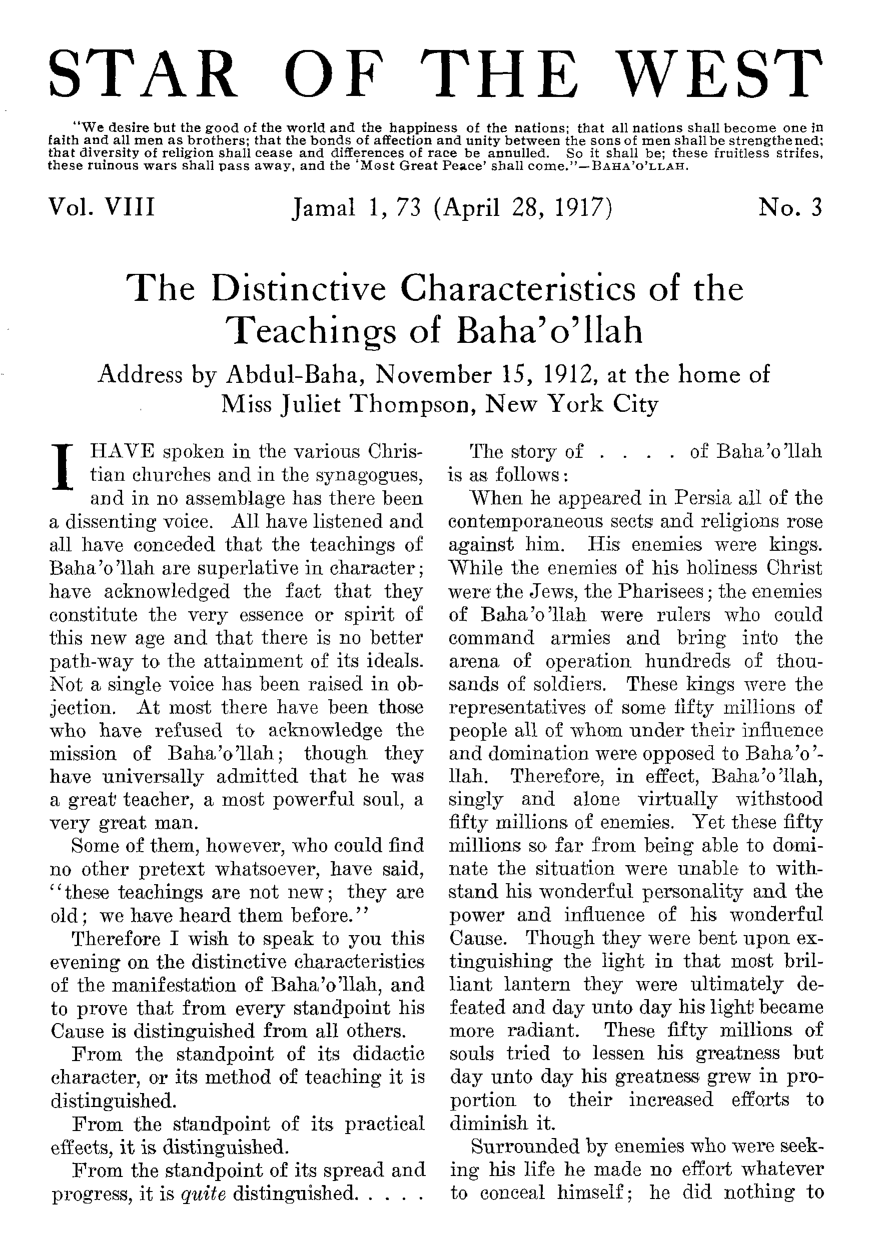 STAR OF THE WEST
"We desire but the good of the world and the happiness of the nations; that all nations shall become one in
faith and all men as brothers; that the bonds of affection and unity between the sons of men shall be strengthened;
that diversity of religion shall cease and differences of race be annulled. So it shall be; these fruitless strifes,
these ruinous wars shall pass away, and the 'Most Great Peace' shall come."—BAHA'O'LLAH.
Vol. VIII Jamal 1, 73 (April 28, 1917) No. 3
The Distinctive Characteristics of the
Teachings of Baha'o'llah
Address by Abdul-Baha, November 15, 1912, at the home of
Miss Juliet Thompson, New York City
I HAVE spoken in the various Chris-
tian churches and in the synagogues,
and in no assemblage has there been
a dissenting voice. All have listened and
all have conceded that the teachings of
Baha'o'llah are superlative in character;
have acknowledged the fact that they
constitute the very essence or spirit of
this new age and that there is no better
path-way to the attainment of its ideals.
Not a single voice has been raised in ob-
jection. At most there have been those
who have refused to acknowledge the
mission of Baha'o'llah; though they
have universally admitted that he was
a great teacher, a most powerful soul, a
very great man.
Some of them, however, who could find
no other pretext whatsoever, have said,
"these teachings are not new; they are
old; we have heard them before."
Therefore I wish to speak to you this
evening on the distinctive characteristics
of the manifestation of Baha'o'llah, and
to prove that from every standpoint his
Cause is distinguished from all others.
From the standpoint of its didactic
character, or its method of teaching it is
distinguished.
From the standpoint of its practical
effects, it is distinguished.
From the standpoint of its spread and
progress, it is quite distinguished. . . . .
The story of . . . . of Baha'o'llah
is as follows:
When he appeared in Persia all of the
contemporaneous sects and religions rose
against him. His enemies were kings.
While the enemies of his holiness Christ
were the Jews, the Pharisees; the enemies
of Baha'o'llah were rulers who could
command armies and bring into the
arena of operation hundreds of thou-
sands of soldiers. These kings were the
representatives of some fifty millions of
people all of whom under their influence
and domination were opposed to Baha'o'-
llah. Therefore, in effect, Baha'o'llah,
singly and alone virtually withstood
fifty millions of enemies. Yet these fifty
millions so far from being able to domi-
nate the situation were unable to with-
stand his wonderful personality and the
power and influence of his wonderful
Cause. Though they were bent upon ex-
tinguishing the light in that most bril-
liant lantern they were ultimately de-
feated and day unto day his light became
more radiant. These fifty millions of
souls tried to lessen his greatness but
day unto day his greatness grew in pro-
portion to their increased efforts to
diminish it.
Surrounded by enemies who were seek-
ing his life he made no effort whatever
to conceal himself; he did nothing to